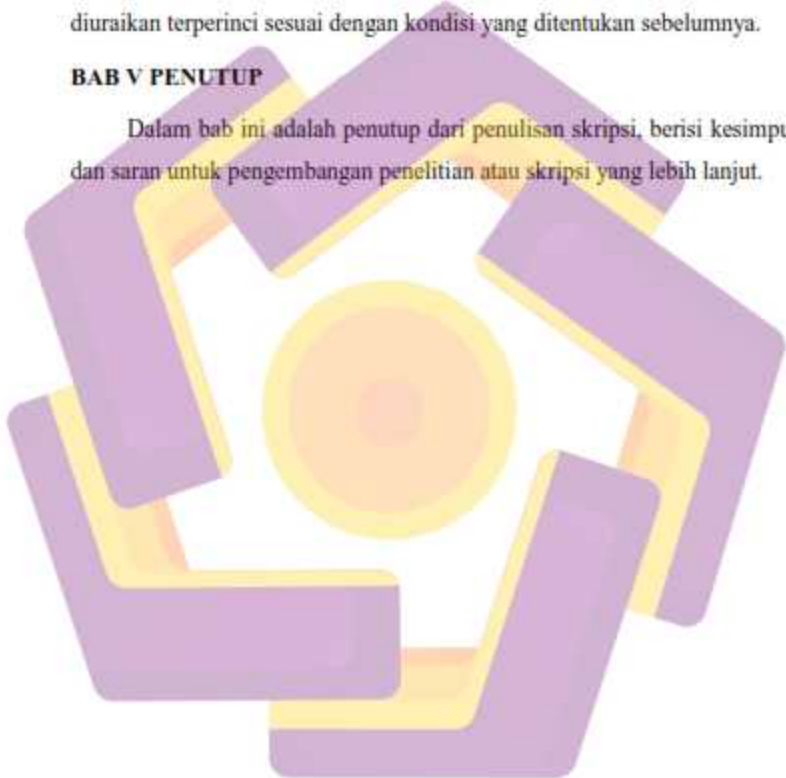 diuraikan terperinci sesuai dengan kondisi yang ditentukan sebelumnya.
BAB V PENUTUP
Dalam bab ini adalah penutup dari penulisan skripsi, berisi kesimpu
dan saran untuk pengembangan penelitian atau skripsi yang lebih lanjut.